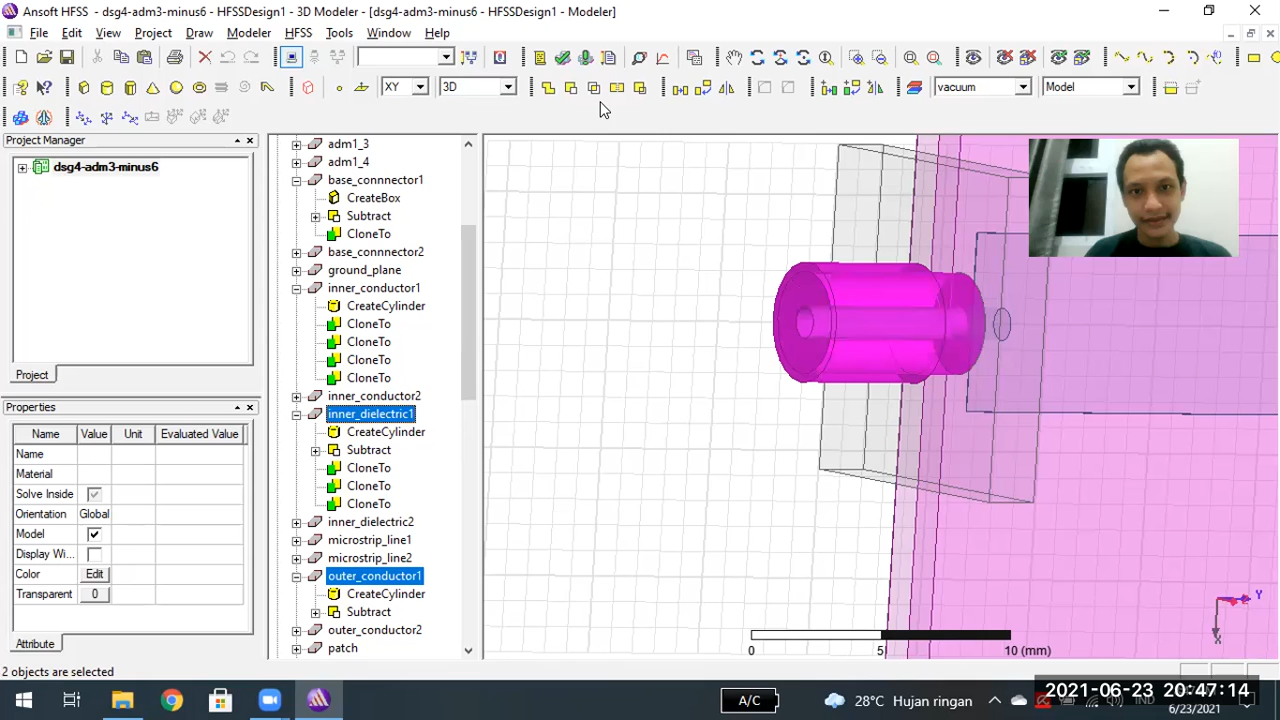 Ansoft HFSS - dsg4-adm3-minus6 - HFSSDesign1 - 3D Modeler - [dsg4-adm3-minus6 - HFSSDesign1 - Modeler]
File Edit View Project Draw Modeler HFSS Tools Window Help
XY 3D vacuum Model
Project Manager
dsg4-adm3-minus6
Project
Properties
Name Value Unit Evaluated Value
Name
Material
Solve Inside
Orientation Global
Model
Display Wi...
Color Edit
Transparent 0
Attribute
adm1_3
adm1_4
base_connnector1
CreateBox
Subtract
CloneTo
base_connnector2
ground_plane
inner_conductor1
CreateCylinder
CloneTo
CloneTo
CloneTo
CloneTo
inner_conductor2
inner_dielectric1
CreateCylinder
Subtract
CloneTo
CloneTo
CloneTo
inner_dielectric2
microstrip_line1
microstrip_line2
outer_conductor1
CreateCylinder
Subtract
outer_conductor2
patch
Y
X
0 5 10 (mm)
2 objects are selected
A/C
28°C Hujan ringan
IND
2021-06-23 20:47:14
6/23/2021